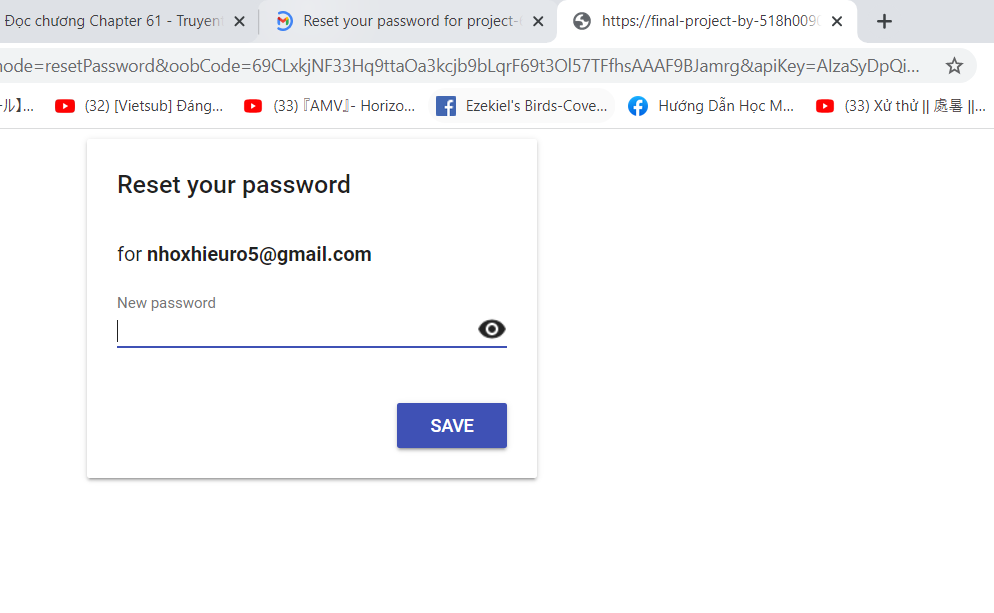 Đọc chương Chapter 61 - Truyen
Reset your password for project-
https://final-project-by-518h0090
node=resetPassword&oobCode=69CLxkjNF33Hq9ttaOa3kcjb9bLqrF69t3Ol57TFfhsAAAF9BJamrg&apiKey=AIzaSyDpQi...
ール】...
(32) [Vietsub] Đáng...
(33) 『AMV』- Horizo...
Ezekiel's Birds-Cove...
Hướng Dẫn Học M...
(33) Xử thử || 處暑 ||...
Reset your password
for nhoxhieuro5@gmail.com
New password
SAVE